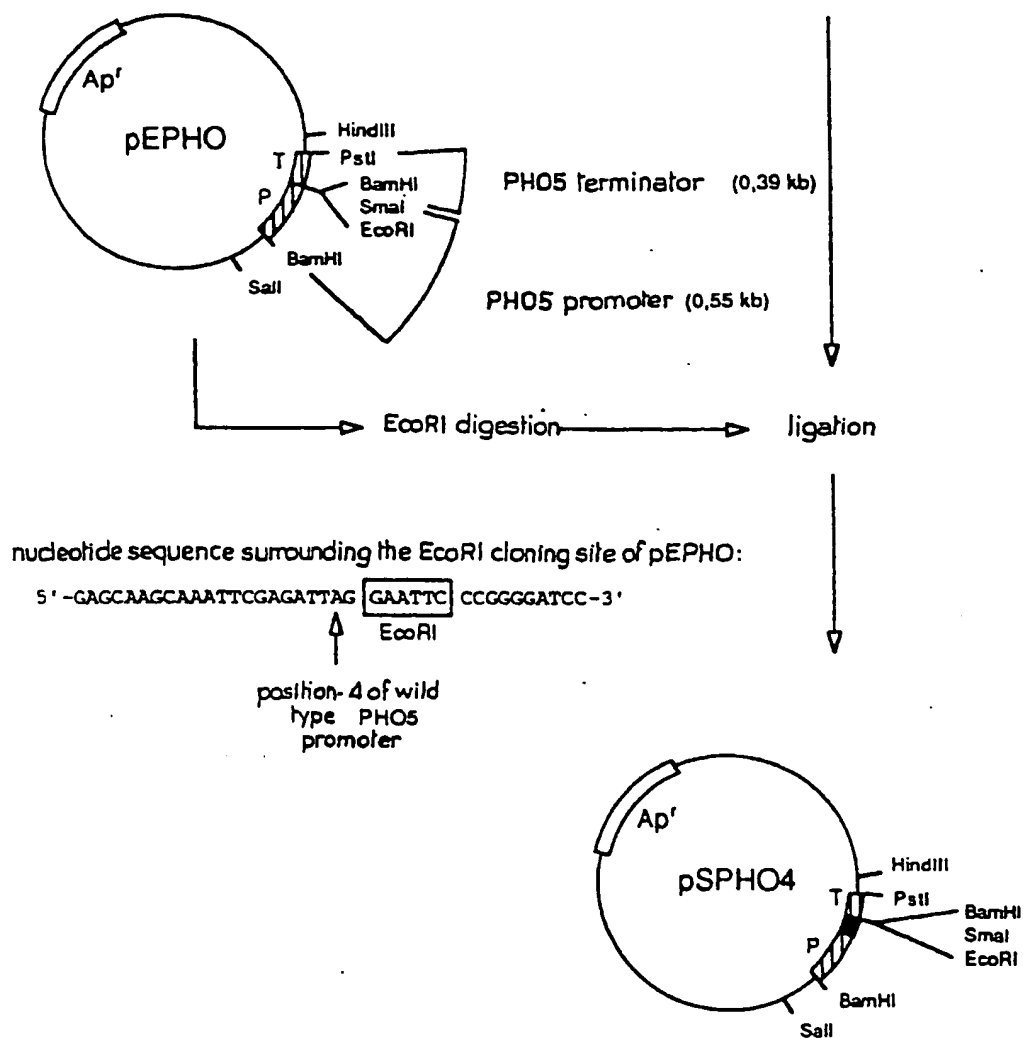 Apʳ
pEPHO
HindIII
T
PstI
P
BamHI
SmaI
EcoRI
BamHI
SalI
PHO5 terminator (0,39 kb)
PHO5 promoter (0,55 kb)
EcoRI digestion
ligation
nucleotide sequence surrounding the EcoRI cloning site of pEPHO:
5'-GAGCAAGCAAATTCGAGATTAG GAATTC CCGGGGATCC-3'
EcoRI
position-4 of wild
type PHO5
promoter
Apʳ
pSPHO4
HindIII
T
PstI
BamHI
SmaI
EcoRI
P
BamHI
SalI